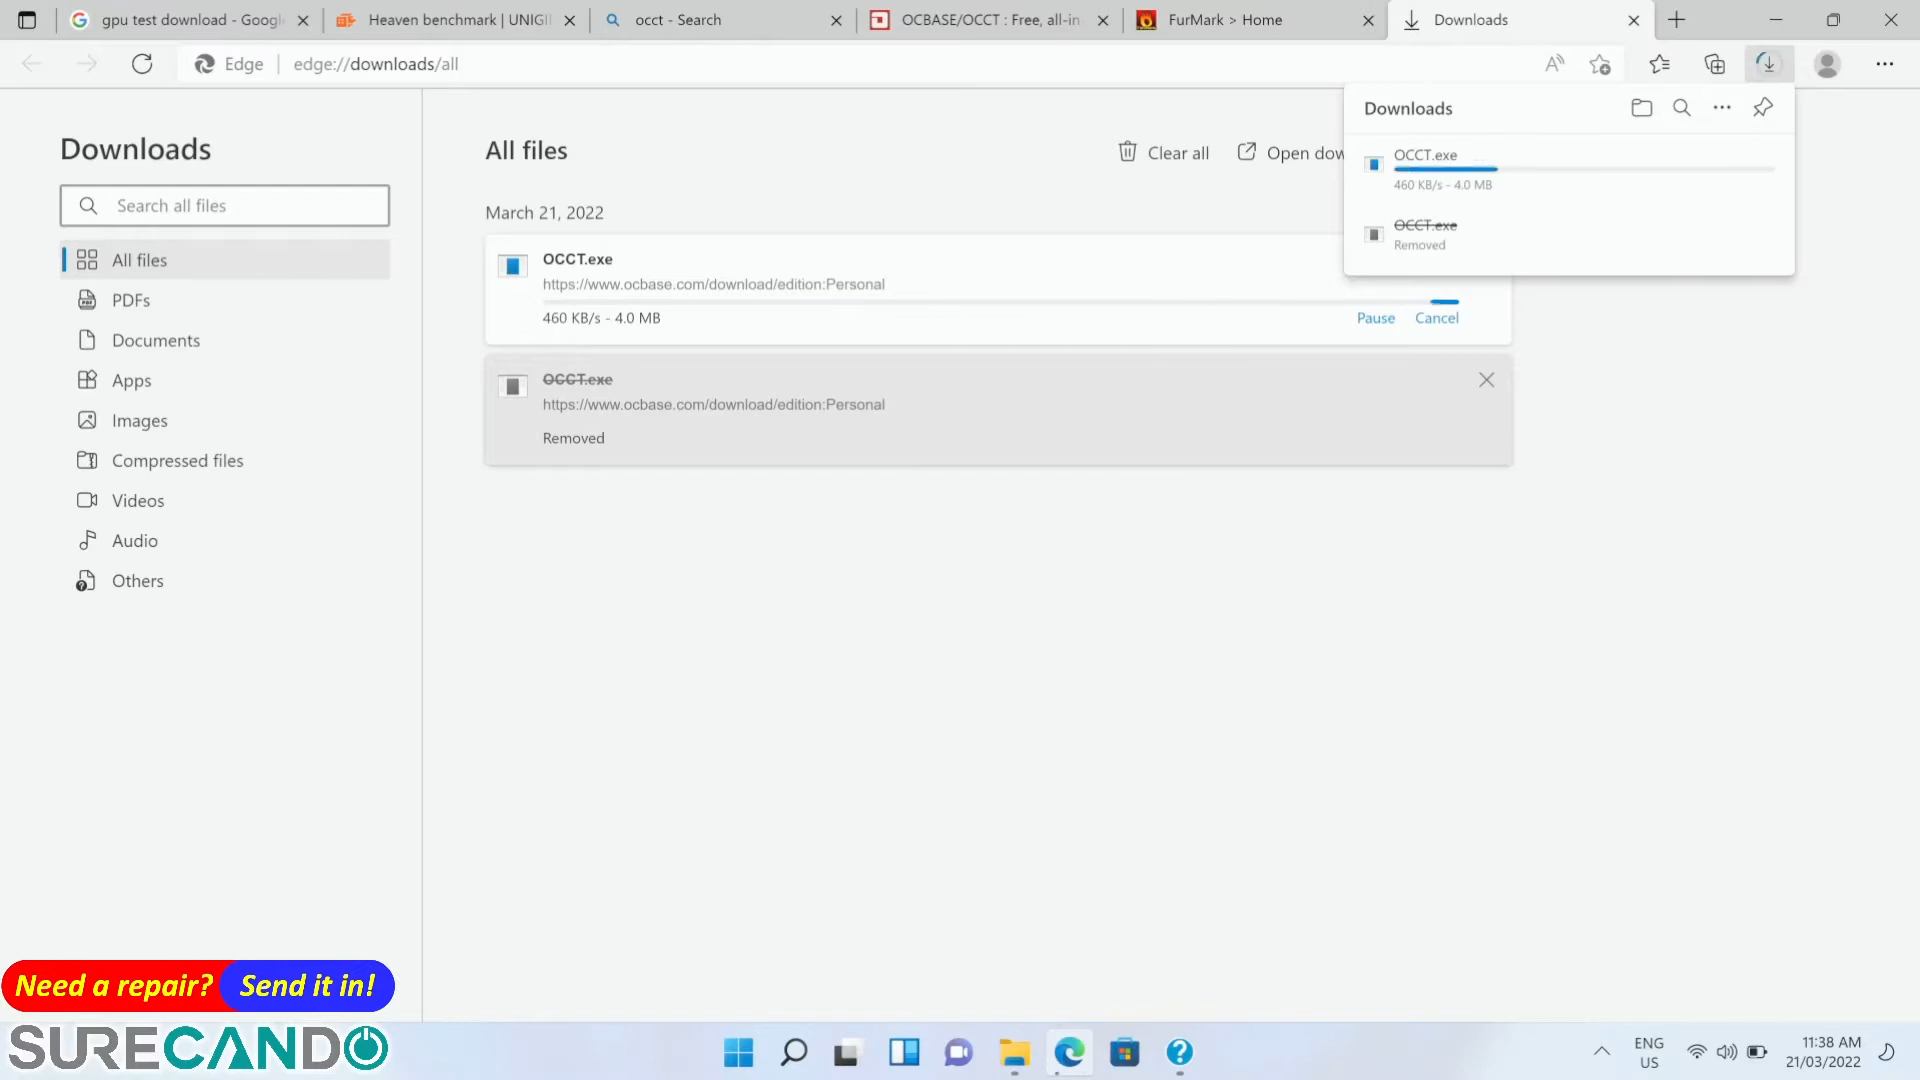 gpu test download - Googl
Heaven benchmark | UNIGI
occt - Search
OCBASE/OCCT : Free, all-in
FurMark > Home
Downloads
Edge
edge://downloads/all
Downloads
OCCT.exe
460 KB/s - 4.0 MB
OCCT.exe
Removed
Downloads
Search all files
All files
PDFs
Documents
Apps
Images
Compressed files
Videos
Audio
Others
All files
Clear all
Open dow
March 21, 2022
OCCT.exe
https://www.ocbase.com/download/edition:Personal
460 KB/s - 4.0 MB
Pause
Cancel
OCCT.exe
https://www.ocbase.com/download/edition:Personal
Removed
Need a repair? Send it in!
SURECANDO
ENG
US
11:38 AM
21/03/2022